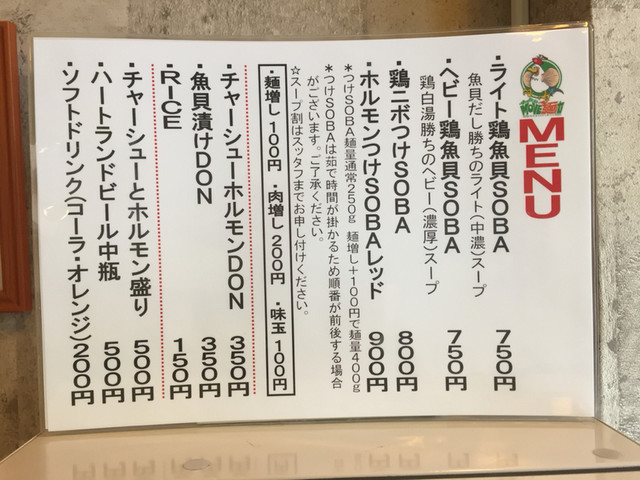 MENU
・ライト鶏魚貝SOBA 750円
魚貝だし勝ちのライト(中濃)スープ
・ヘビー鶏魚貝SOBA 750円
鶏白湯勝ちのヘビー(濃厚)スープ
・鶏ニボつけSOBA 800円
・ホルモンつけSOBAレッド 900円
*つけSOBA麺量通常250g 麺増し+100円で麺量400g
*つけSOBAは茹で時間が掛かるため順番が前後する場合
がございます。ご了承ください。
☆スープ割はスッタフまでお申し付けください。
・麺増し100円 ・肉増し200円 ・味玉100円
・チャーシューホルモンDON 350円
・魚貝漬けDON 350円
・RICE 150円
・チャーシューとホルモン盛り 500円
・ハートランドビール中瓶 500円
・ソフトドリンク(コーラ・オレンジ)200円